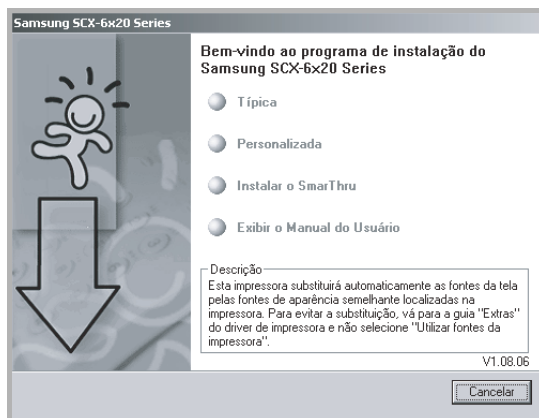 Samsung SCX-6x20 Series
Bem-vindo ao programa de instalação do
Samsung SCX-6x20 Series
Típica
Personalizada
Instalar o SmarThru
Exibir o Manual do Usuário
Descrição
Esta impressora substituirá automaticamente as fontes da tela
pelas fontes de aparência semelhante localizadas na
impressora. Para evitar a substituição, vá para a guia "Extras"
do driver de impressora e não selecione "Utilizar fontes da
impressora".
V1.08.06
Cancelar